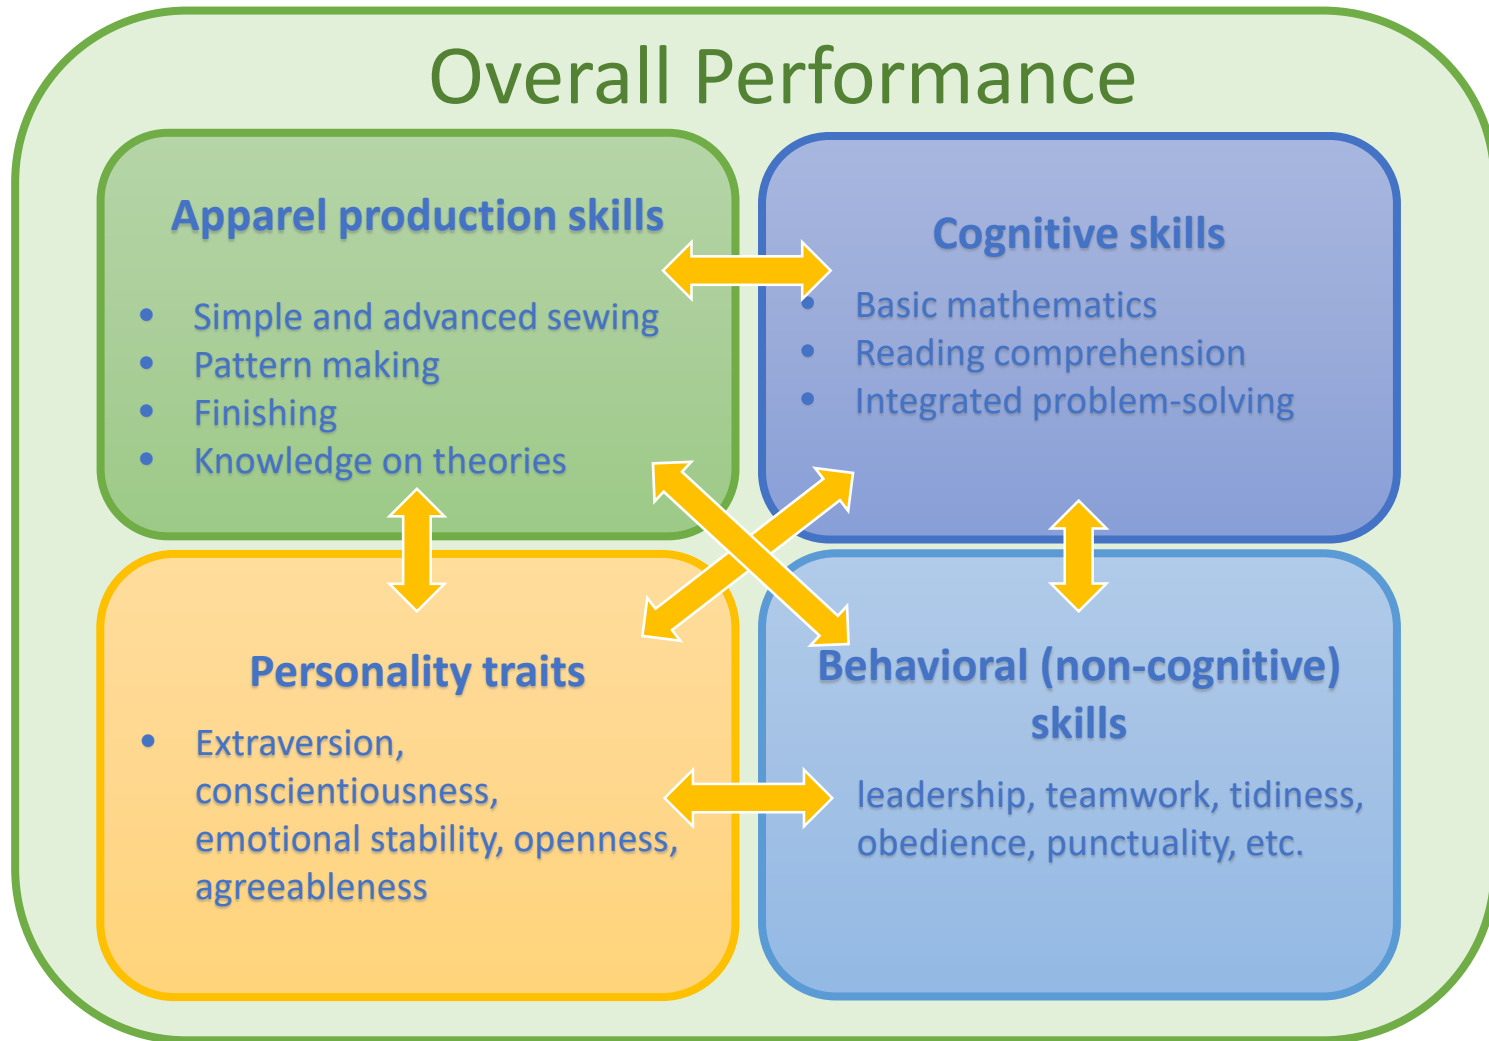 Overall Performance
Apparel production skills
• Simple and advanced sewing
• Pattern making
• Finishing
• Knowledge on theories
Cognitive skills
• Basic mathematics
• Reading comprehension
• Integrated problem-solving
Personality traits
• Extraversion,
conscientiousness,
emotional stability, openness,
agreeableness
Behavioral (non-cognitive)
skills
leadership, teamwork, tidiness,
obedience, punctuality, etc.